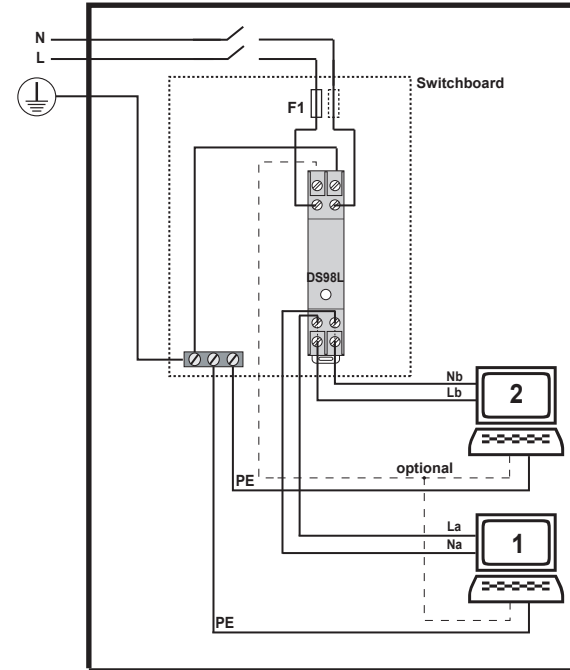 N
L
Switchboard
F1
DS98L
Nb
Lb
2
optional
PE
La
Na
1
PE